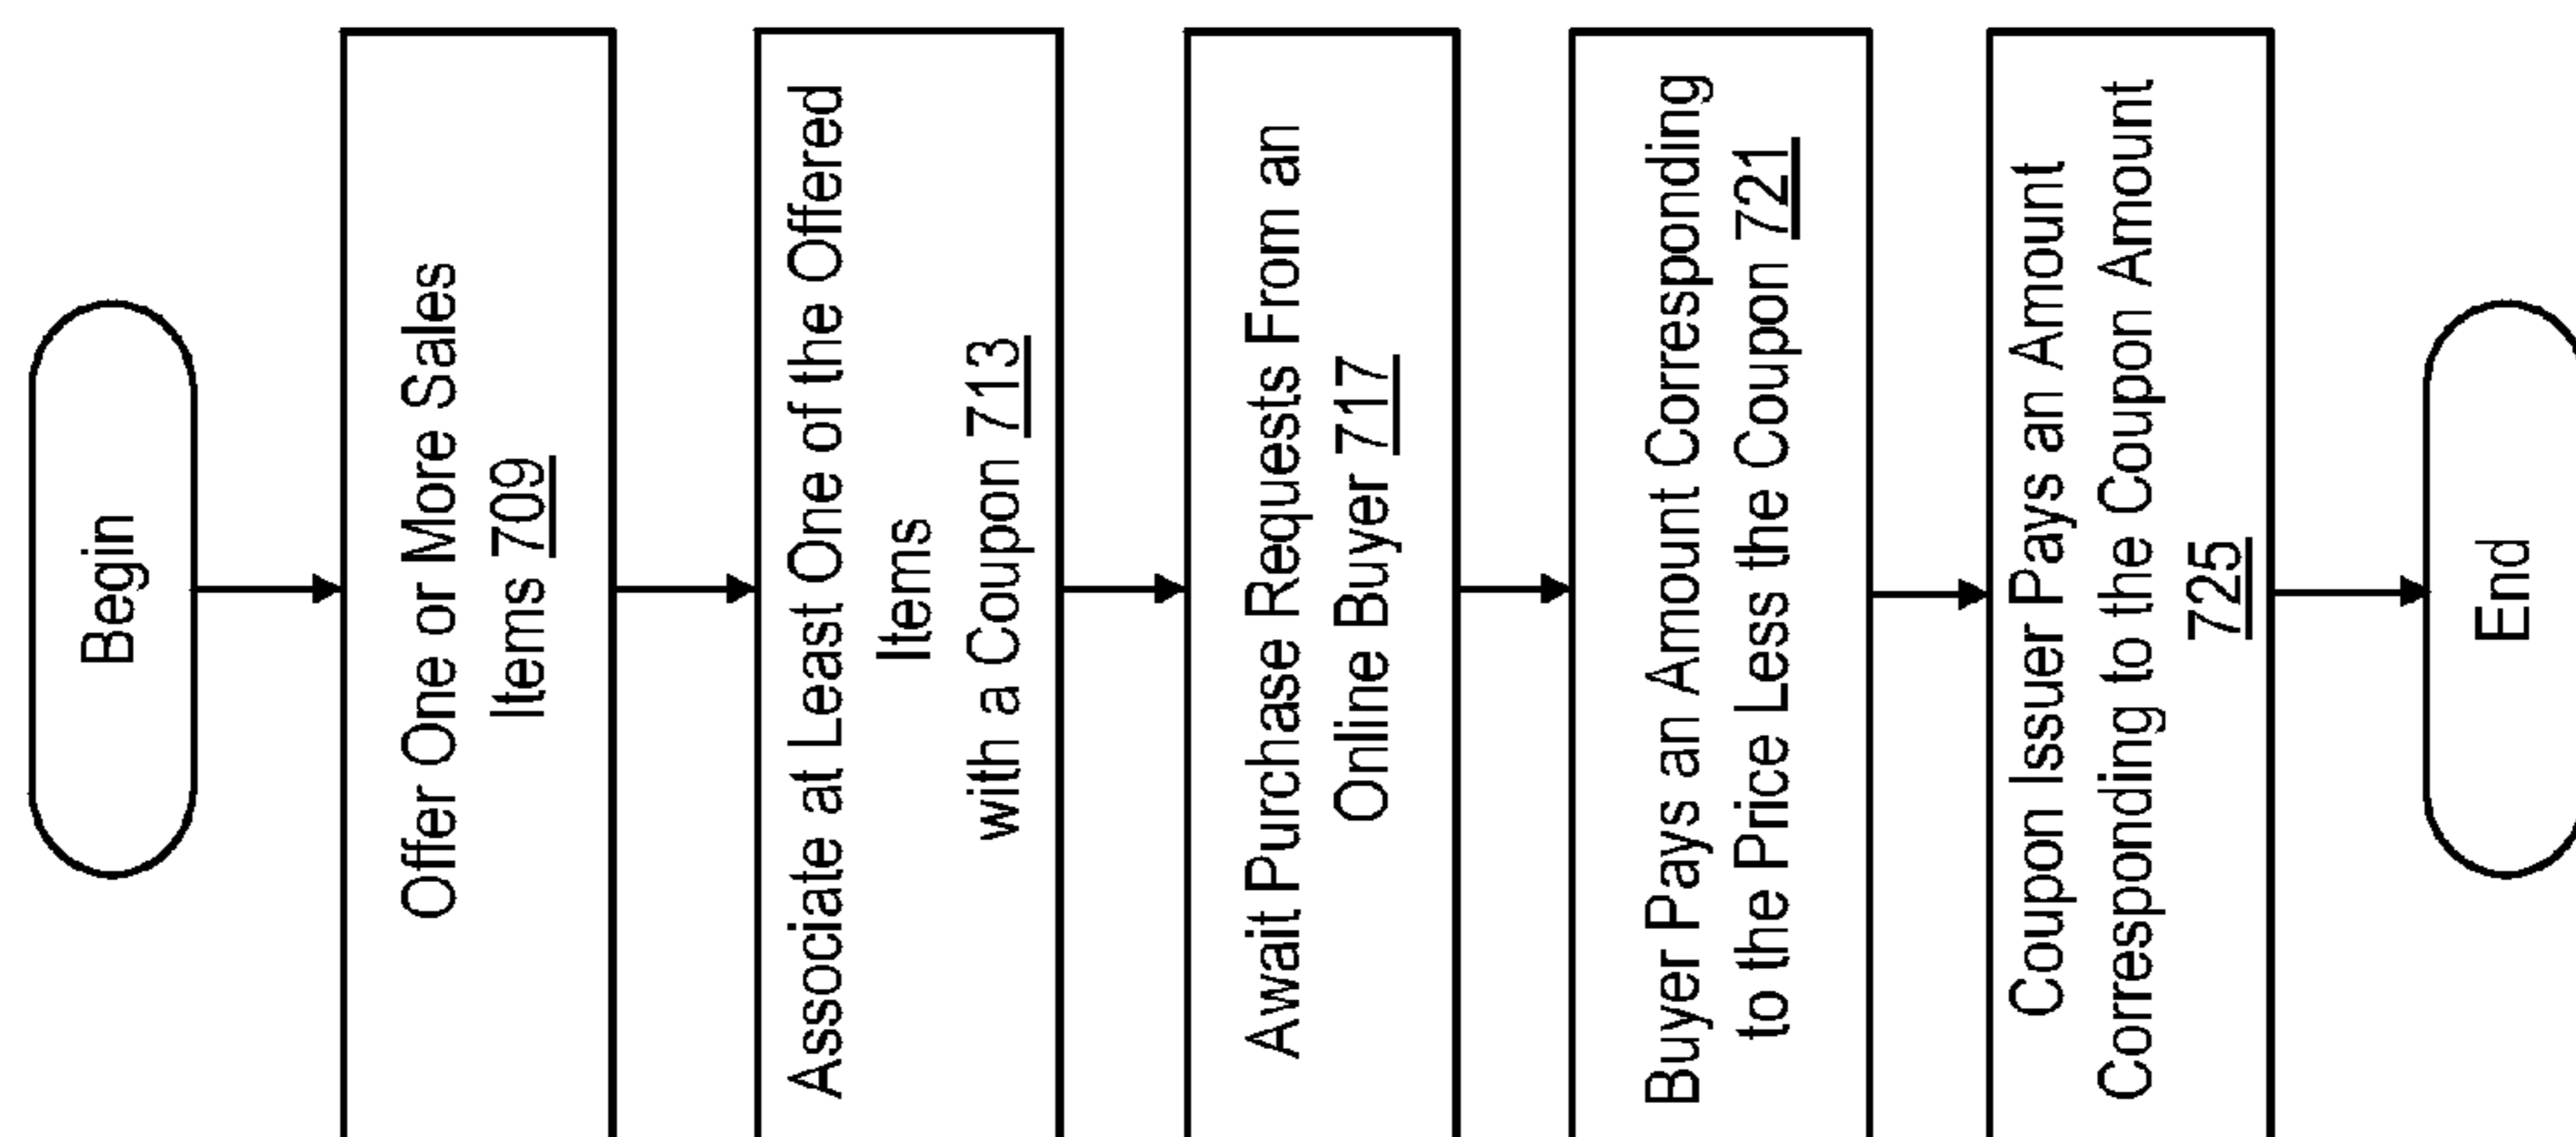 Begin
Offer One or More Sales
Items 709
Associate at Least One of the Offered
Items
with a Coupon 713
Await Purchase Requests From an
Online Buyer 717
Buyer Pays an Amount Corresponding
to the Price Less the Coupon 721
Coupon Issuer Pays an Amount
Corresponding to the Coupon Amount
725
End